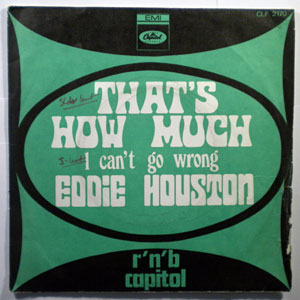 EMI
Capitol
CLF 3170
THAT'S
HOW MUCH
I can't go wrong
EDDIE HOUSTON
r'n'b
capitol